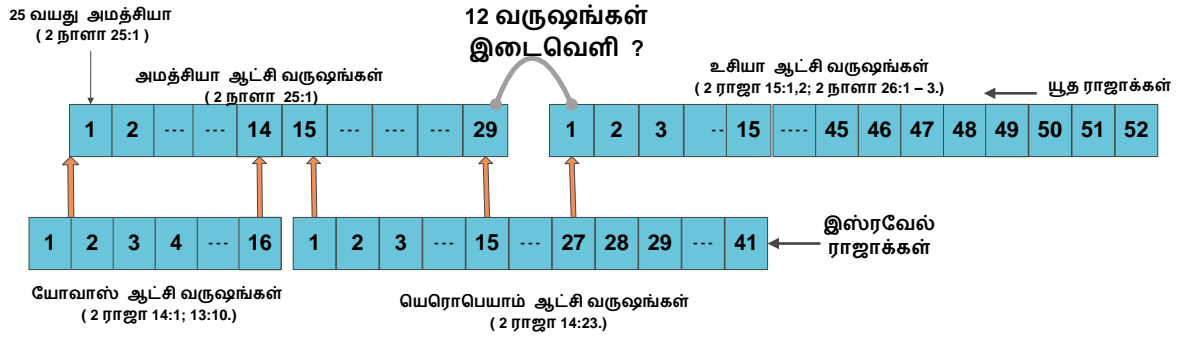 25 வயது அமத்சியா
( 2 நாளா 25:1 )
12 வருஷங்கள்
இடைவெளி ?
அமத்சியா ஆட்சி வருஷங்கள்
( 2 நாளா 25:1)
உசியா ஆட்சி வருஷங்கள்
( 2 ராஜா 15:1,2; 2 நாளா 26:1 – 3.)
யூத ராஜாக்கள்
1 2 --- --- 14 15 --- --- --- 29
1 2 3 -- 15 ---- 45 46 47 48 49 50 51 52
1 2 3 4 --- 16
1 2 3 --- 15 --- 27 28 29 --- 41
இஸ்ரவேல்
ராஜாக்கள்
யோவாஸ் ஆட்சி வருஷங்கள்
( 2 ராஜா 14:1; 13:10.)
யெரொபெயாம் ஆட்சி வருஷங்கள்
( 2 ராஜா 14:23.)